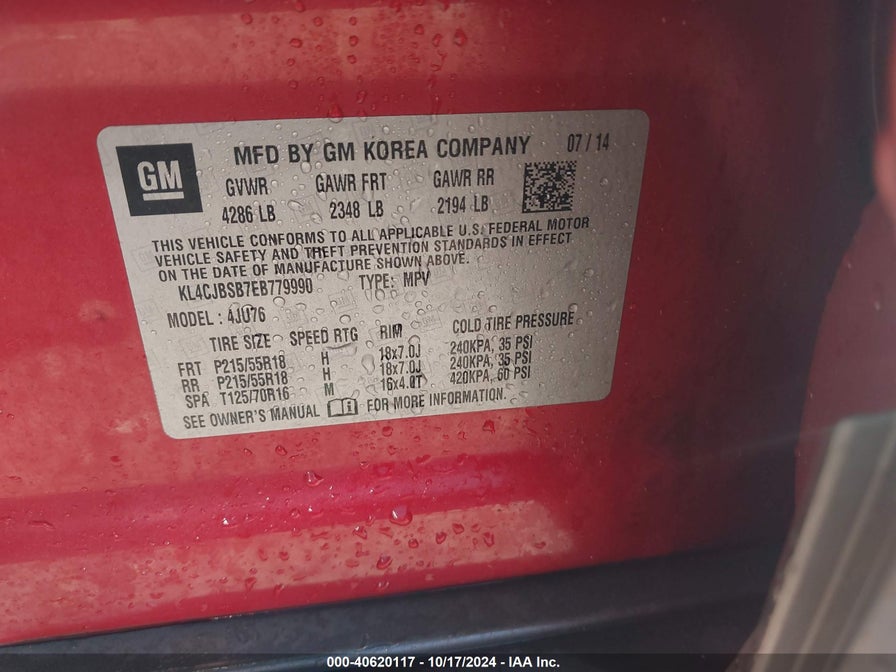 GM
MFD BY GM KOREA COMPANY 07/14
GVWR GAWR FRT GAWR RR
4286 LB 2348 LB 2194 LB
THIS VEHICLE CONFORMS TO ALL APPLICABLE U.S. FEDERAL MOTOR
VEHICLE SAFETY AND THEFT PREVENTION STANDARDS IN EFFECT
ON THE DATE OF MANUFACTURE SHOWN ABOVE.
KL4CJBSB7EB779990 TYPE: MPV
MODEL: 4JU76
TIRE SIZE SPEED RTG RIM COLD TIRE PRESSURE
FRT P215/55R18 H 18x7.0J 240KPA, 35 PSI
RR P215/55R18 H 18x7.0J 240KPA, 35 PSI
SPA T125/70R16 M 16x4.0T 420KPA, 60 PSI
SEE OWNER'S MANUAL FOR MORE INFORMATION.
000-40620117 - 10/17/2024 - IAA Inc.